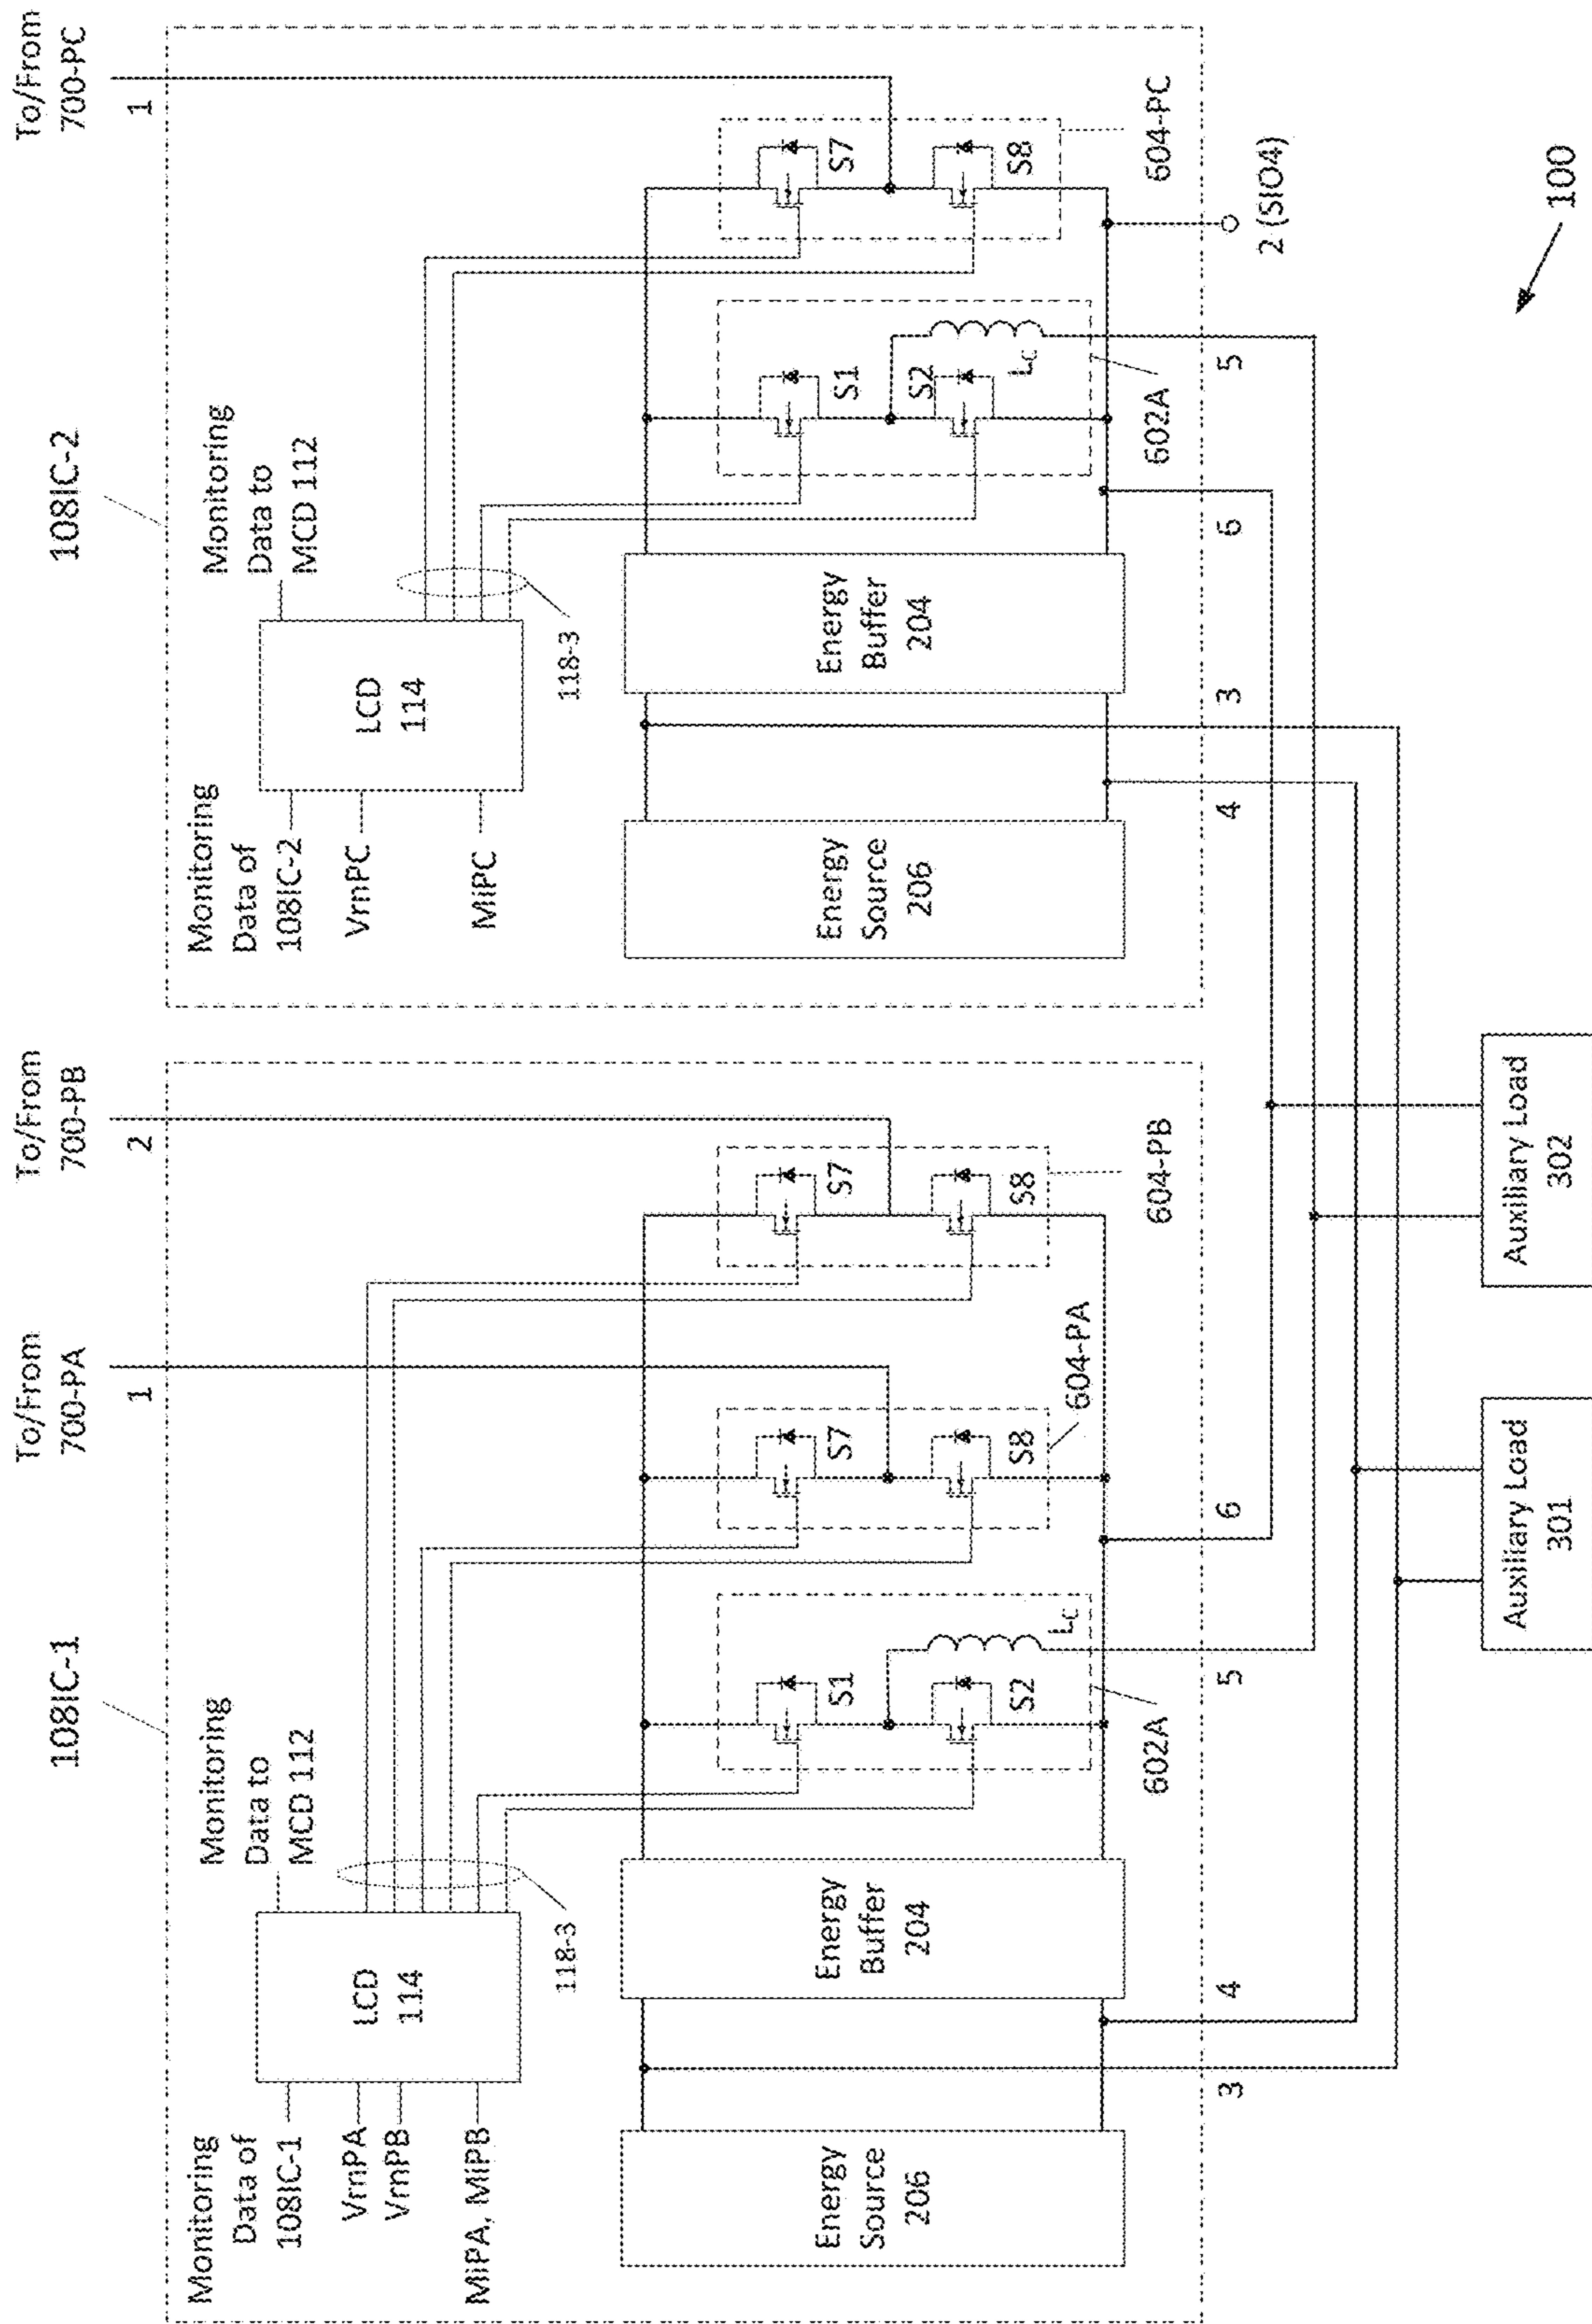 108IC-1
108IC-2
To/From
700-PA
To/From
700-PB
To/From
700-PC
1
2
1
Monitoring
Data to
MCD 112
Monitoring
Data of
108IC-1
VrnPA
VrnPB
MiPA, MiPB
LCD
114
118-3
Energy
Source
206
Energy
Buffer
204
S1
S2
LC
602A
S7
S8
604-PA
S7
S8
604-PB
3
4
5
6
Monitoring
Data to
MCD 112
Monitoring
Data of
108IC-2
VrnPC
MiPC
LCD
114
118-3
Energy
Source
206
Energy
Buffer
204
S1
S2
LC
602A
S7
S8
604-PC
4
3
6
5
2 (SIO4)
Auxiliary Load
301
Auxiliary Load
302
100